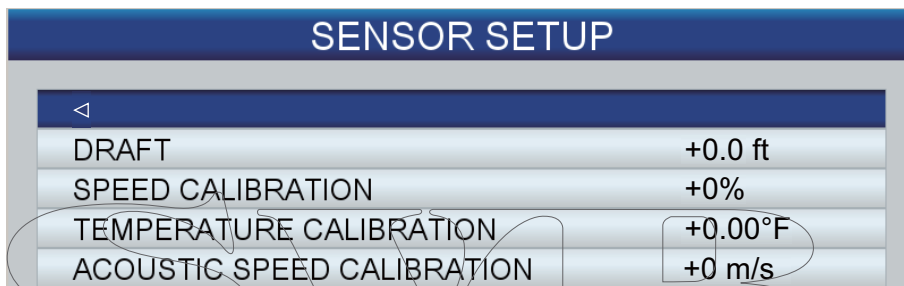 SENSOR SETUP
◁
DRAFT +0.0 ft
SPEED CALIBRATION +0%
TEMPERATURE CALIBRATION +0.00°F
ACOUSTIC SPEED CALIBRATION +0 m/s